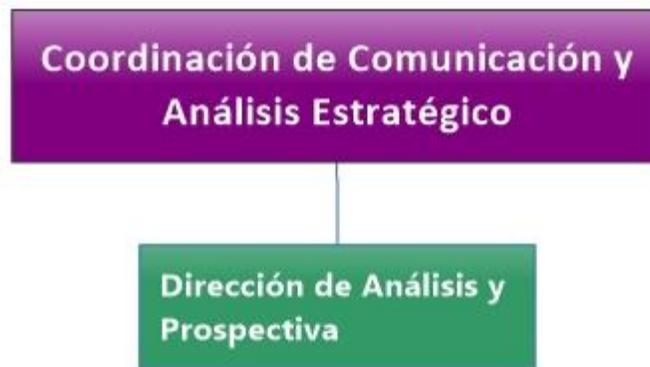 Coordinación de Comunicación y
Análisis Estratégico
Dirección de Análisis y
Prospectiva